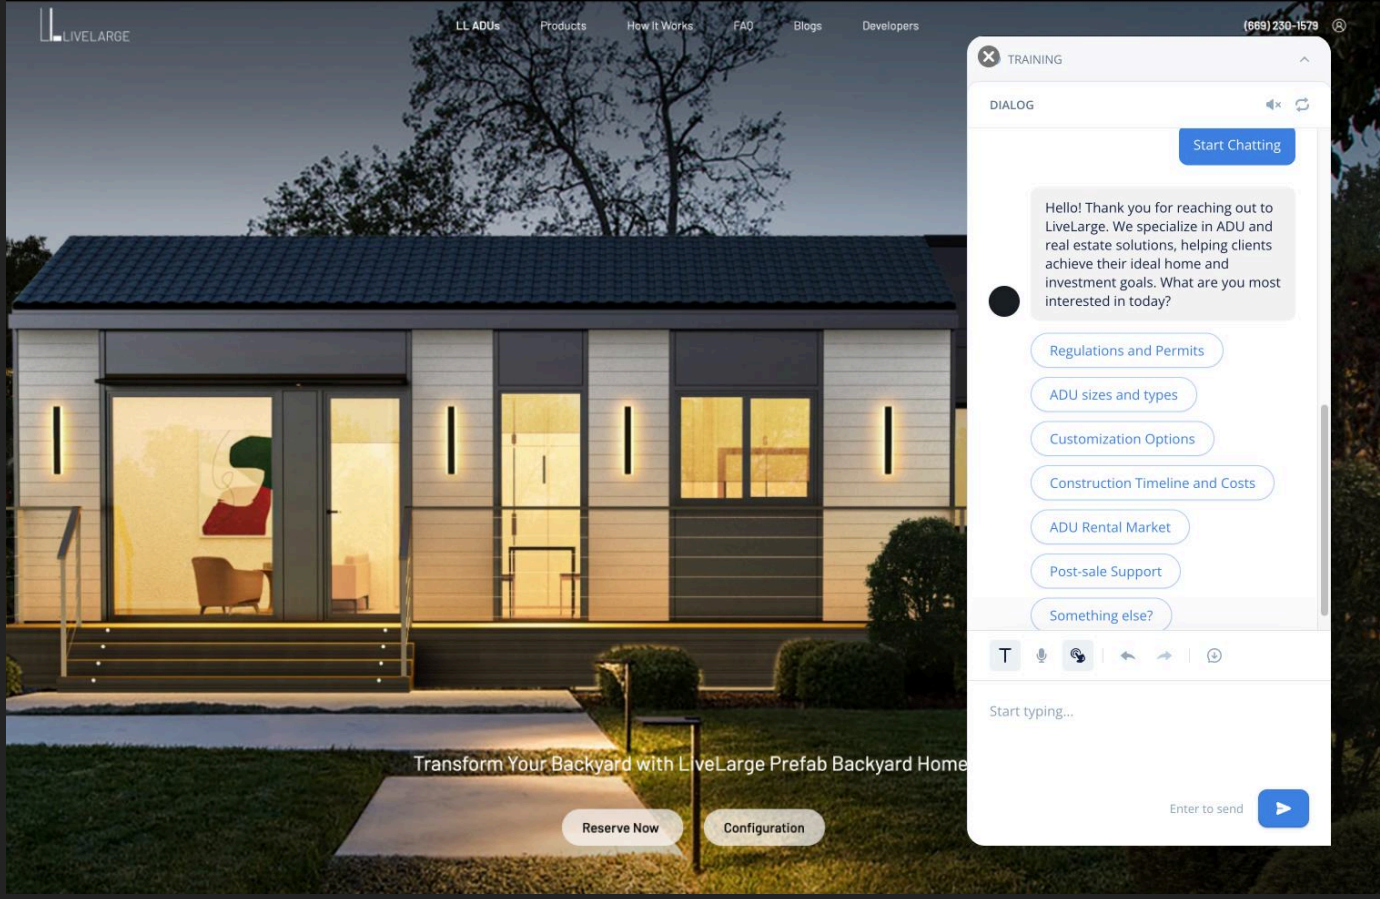 LIVELARGE
LL ADUs
Products
How It Works
FAQ
Blogs
Developers
(669) 230-1579
TRAINING
DIALOG
Start Chatting
Hello! Thank you for reaching out to
LiveLarge. We specialize in ADU and
real estate solutions, helping clients
achieve their ideal home and
investment goals. What are you most
interested in today?
Regulations and Permits
ADU sizes and types
Customization Options
Construction Timeline and Costs
ADU Rental Market
Post-sale Support
Something else?
T
Start typing...
Enter to send
Transform Your Backyard with LiveLarge Prefab Backyard Home
Reserve Now
Configuration